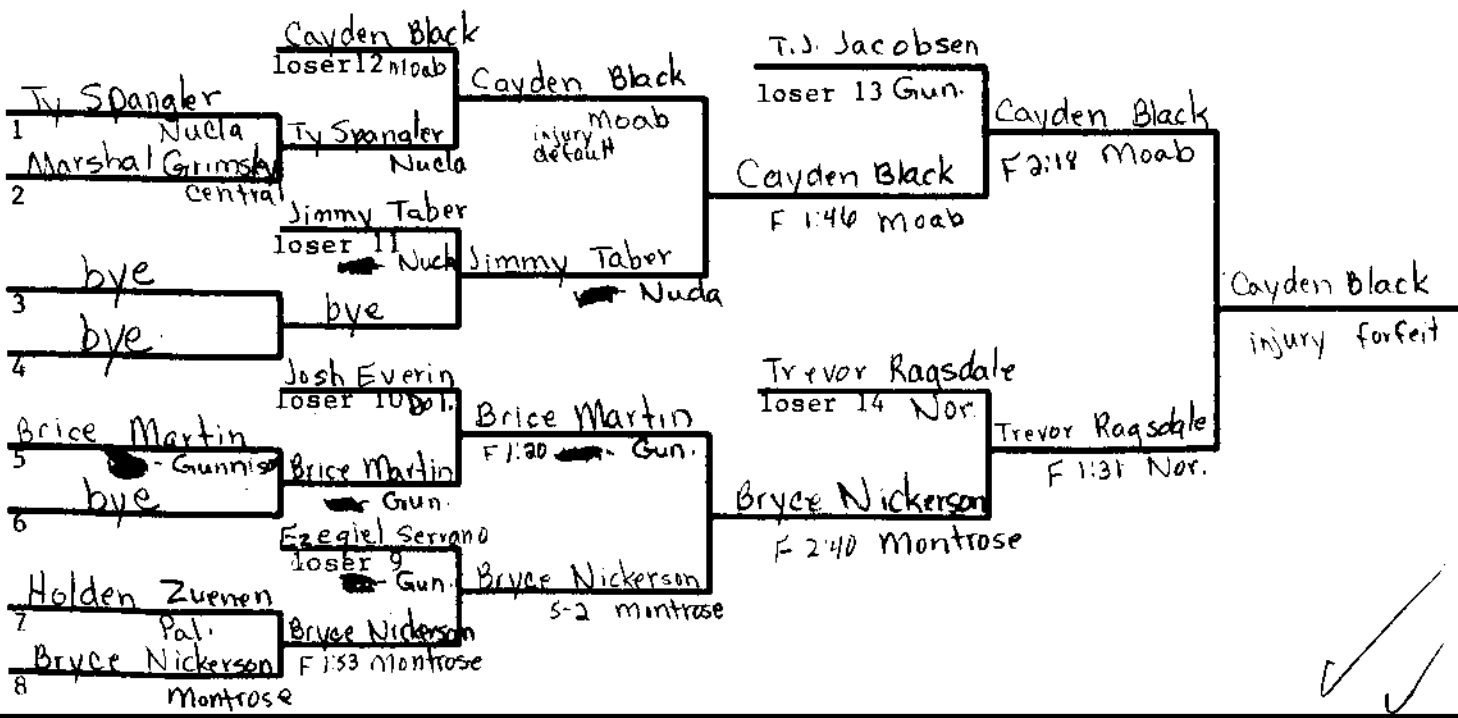 Cayden Black
loser 12 Moab
Ty Spangler
1 Nucla
Marshal Grimsby
2 Central
Ty Spangler
Nucla
Cayden Black
Moab
injury
default
Jimmy Taber
loser 11
Nucla
3 bye
4 bye
bye
Jimmy Taber
Nucla
Cayden Black
F 1:46 Moab
T.J. Jacobsen
loser 13 Gun.
Cayden Black
F 2:18 Moab
Josh Everin
loser 10 Dol.
Brice Martin
5 Gunnison
6 bye
Brice Martin
Gun.
Brice Martin
F 1:20 Gun.
Ezeqiel Serrano
loser 9
Gun.
Holden Zuenen
7 Pal.
Bryce Nickerson
8 Montrose
Bryce Nickerson
F 1:53 Montrose
Bryce Nickerson
5-2 Montrose
Bryce Nickerson
F 2:40 Montrose
Trevor Ragsdale
loser 14 Nor.
Trevor Ragsdale
F 1:31 Nor.
Cayden Black
injury forfeit